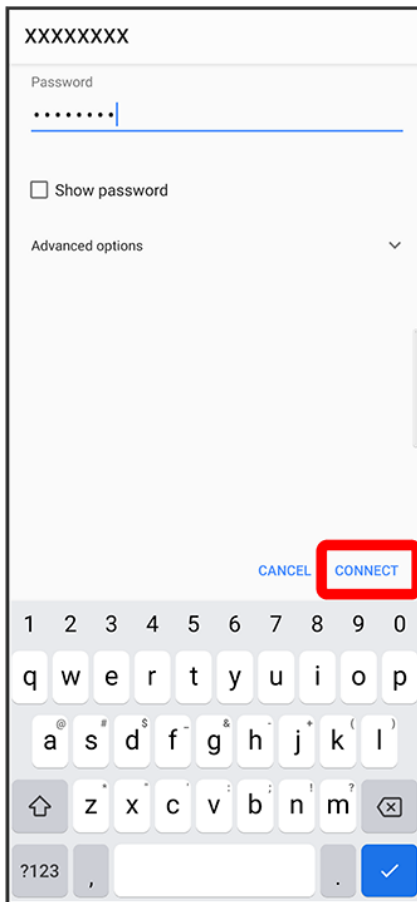 XXXXXXXX
Password
••••••••
Show password
Advanced options
CANCEL CONNECT
1 2 3 4 5 6 7 8 9 0
q w e r t y u i o p
@ # $ _ & - + ( )
a s d f g h j k l
* " ' : ; ! ?
z x c v b n m
?123 , .